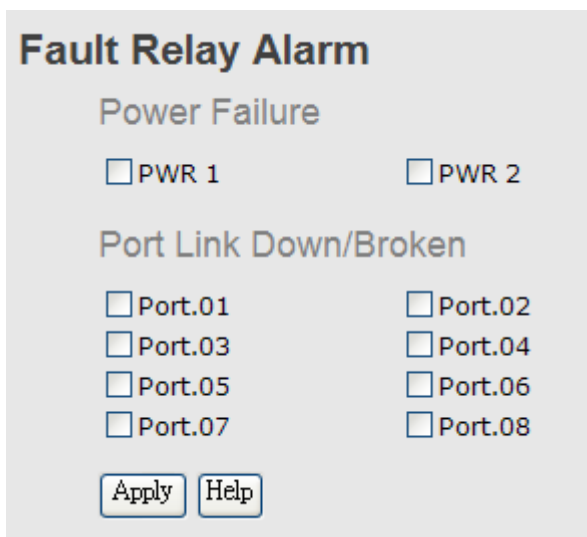 Fault Relay Alarm
Power Failure
PWR 1 PWR 2
Port Link Down/Broken
Port.01 Port.02
Port.03 Port.04
Port.05 Port.06
Port.07 Port.08
Apply Help